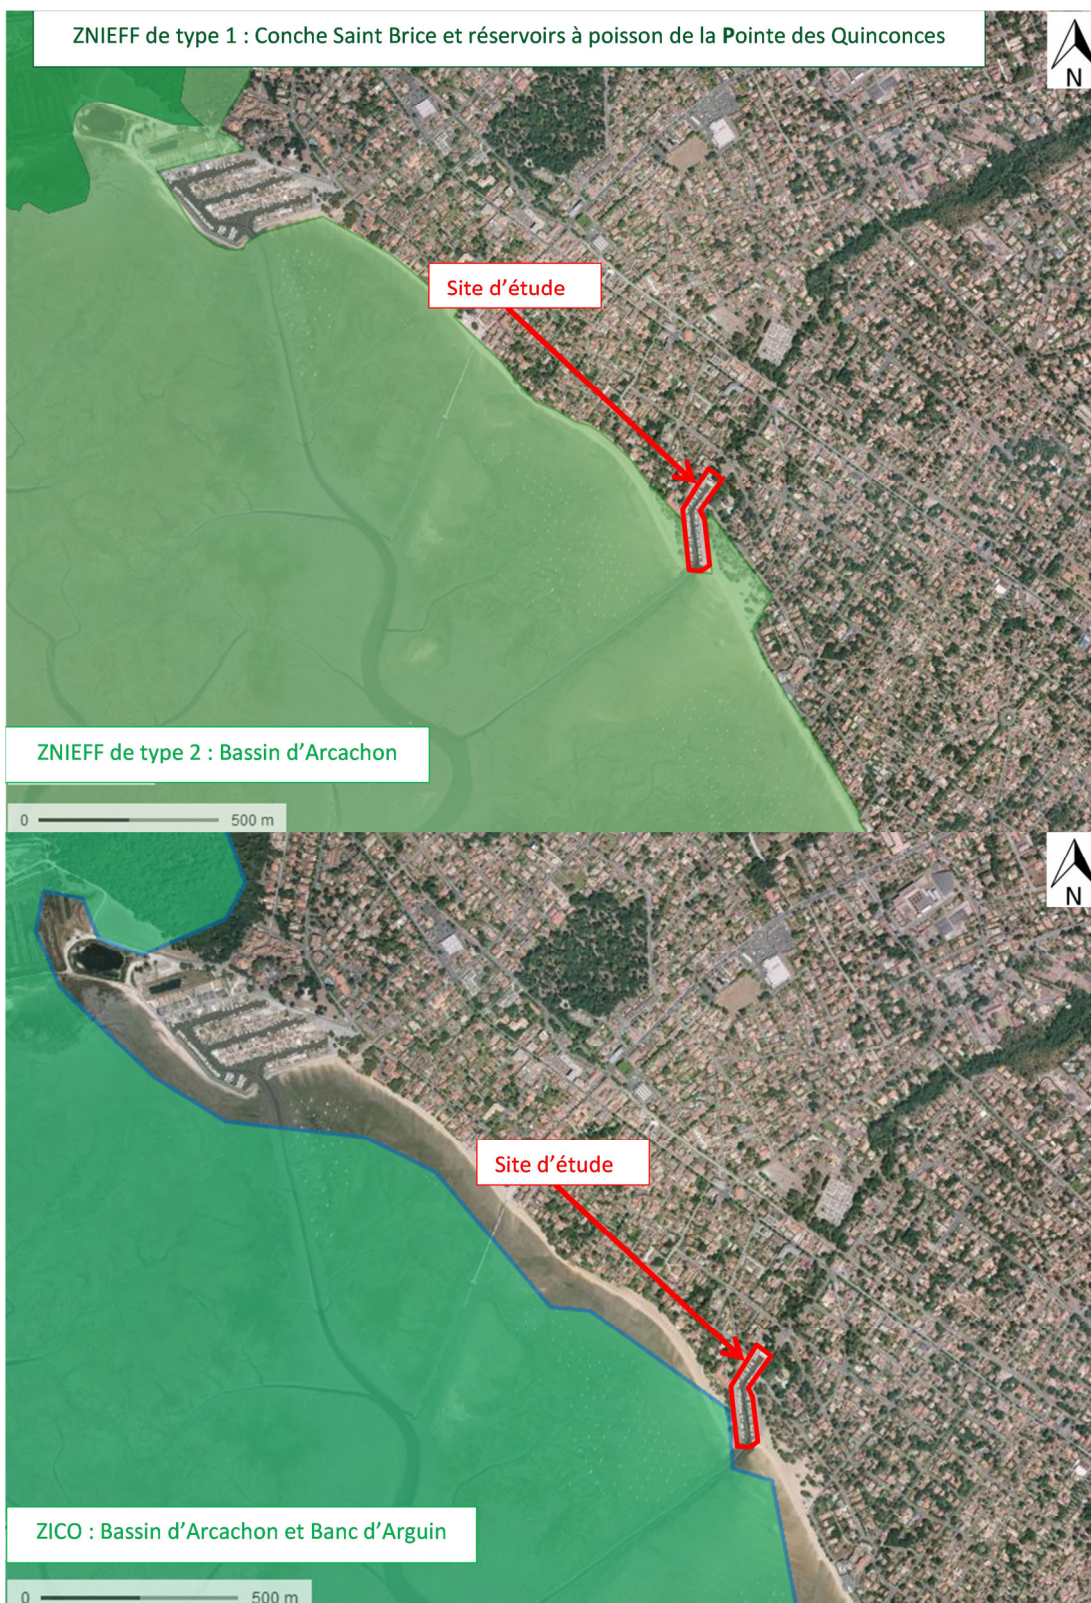 ZNIEFF de type 1 : Conche Saint Brice et réservoirs à poisson de la Pointe des Quinconces
N
Site d'étude
ZNIEFF de type 2 : Bassin d'Arcachon
0 500 m
N
Site d'étude
ZICO : Bassin d'Arcachon et Banc d'Arguin
0 500 m